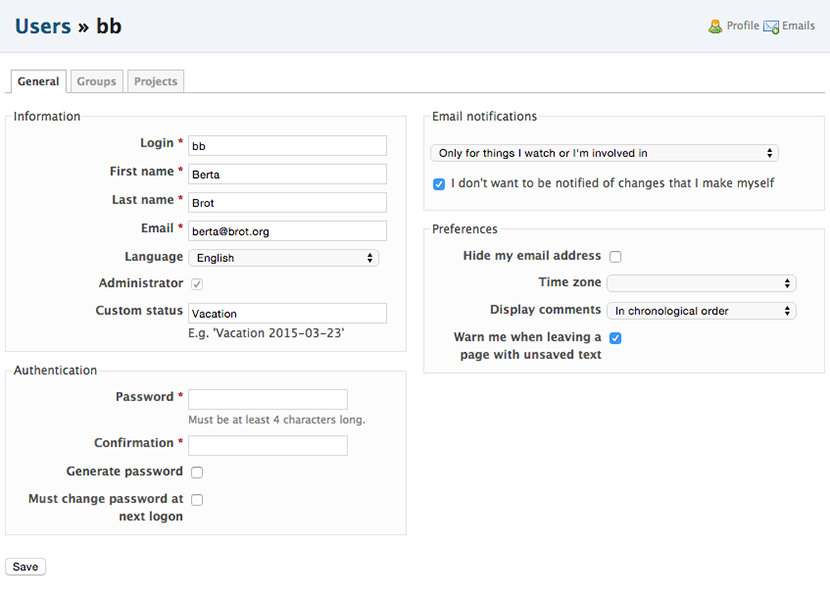 Users » bb
Profile Emails
General Groups Projects
Information
Login * bb
First name * Berta
Last name * Brot
Email * berta@brot.org
Language English
Administrator
Custom status Vacation
E.g. 'Vacation 2015-03-23'
Authentication
Password *
Must be at least 4 characters long.
Confirmation *
Generate password
Must change password at
next logon
Save
Email notifications
Only for things I watch or I'm involved in
I don't want to be notified of changes that I make myself
Preferences
Hide my email address
Time zone
Display comments In chronological order
Warn me when leaving a
page with unsaved text